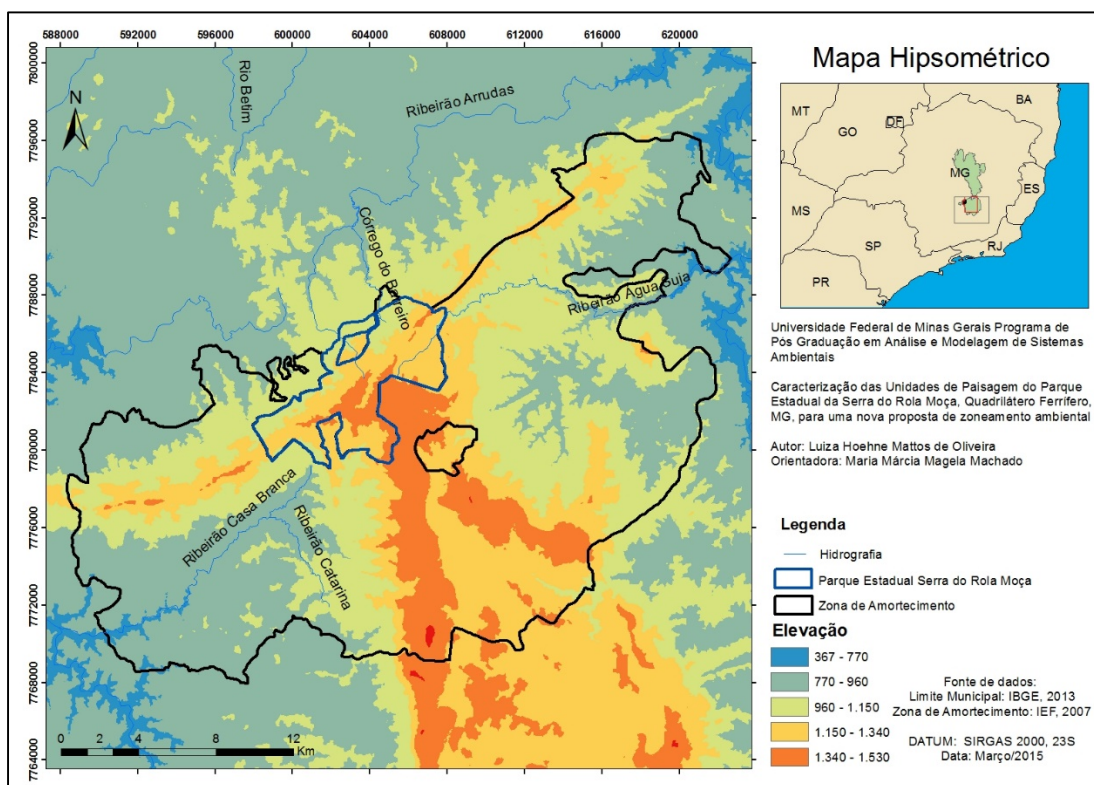 588000 592000 596000 600000 604000 608000 612000 616000 620000
7800000
7796000
7792000
7788000
7784000
7780000
7776000
7772000
7768000
7764000
N
Rio Betim
Ribeirão Arrudas
Córrego do Barreiro
Ribeirão Agua Suja
Ribeirão Casa Branca
Ribeirão Catarina
0 2 4 8 12
Km
Mapa Hipsométrico
MT
GO
DF
BA
MG
ES
MS
SP
RJ
PR
Universidade Federal de Minas Gerais Programa de
Pós Graduação em Análise e Modelagem de Sistemas
Ambientais
Caracterização das Unidades de Paisagem do Parque
Estadual da Serra do Rola Moça, Quadrilátero Ferrífero,
MG, para uma nova proposta de zoneamento ambiental
Autor: Luiza Hoehne Mattos de Oliveira
Orientadora: Maria Márcia Magela Machado
Legenda
Hidrografia
Parque Estadual Serra do Rola Moça
Zona de Amortecimento
Elevação
367 - 770
770 - 960
960 - 1.150
1.150 - 1.340
1.340 - 1.530
Fonte de dados:
Limite Municipal: IBGE, 2013
Zona de Amortecimento: IEF, 2007
DATUM: SIRGAS 2000, 23S
Data: Março/2015